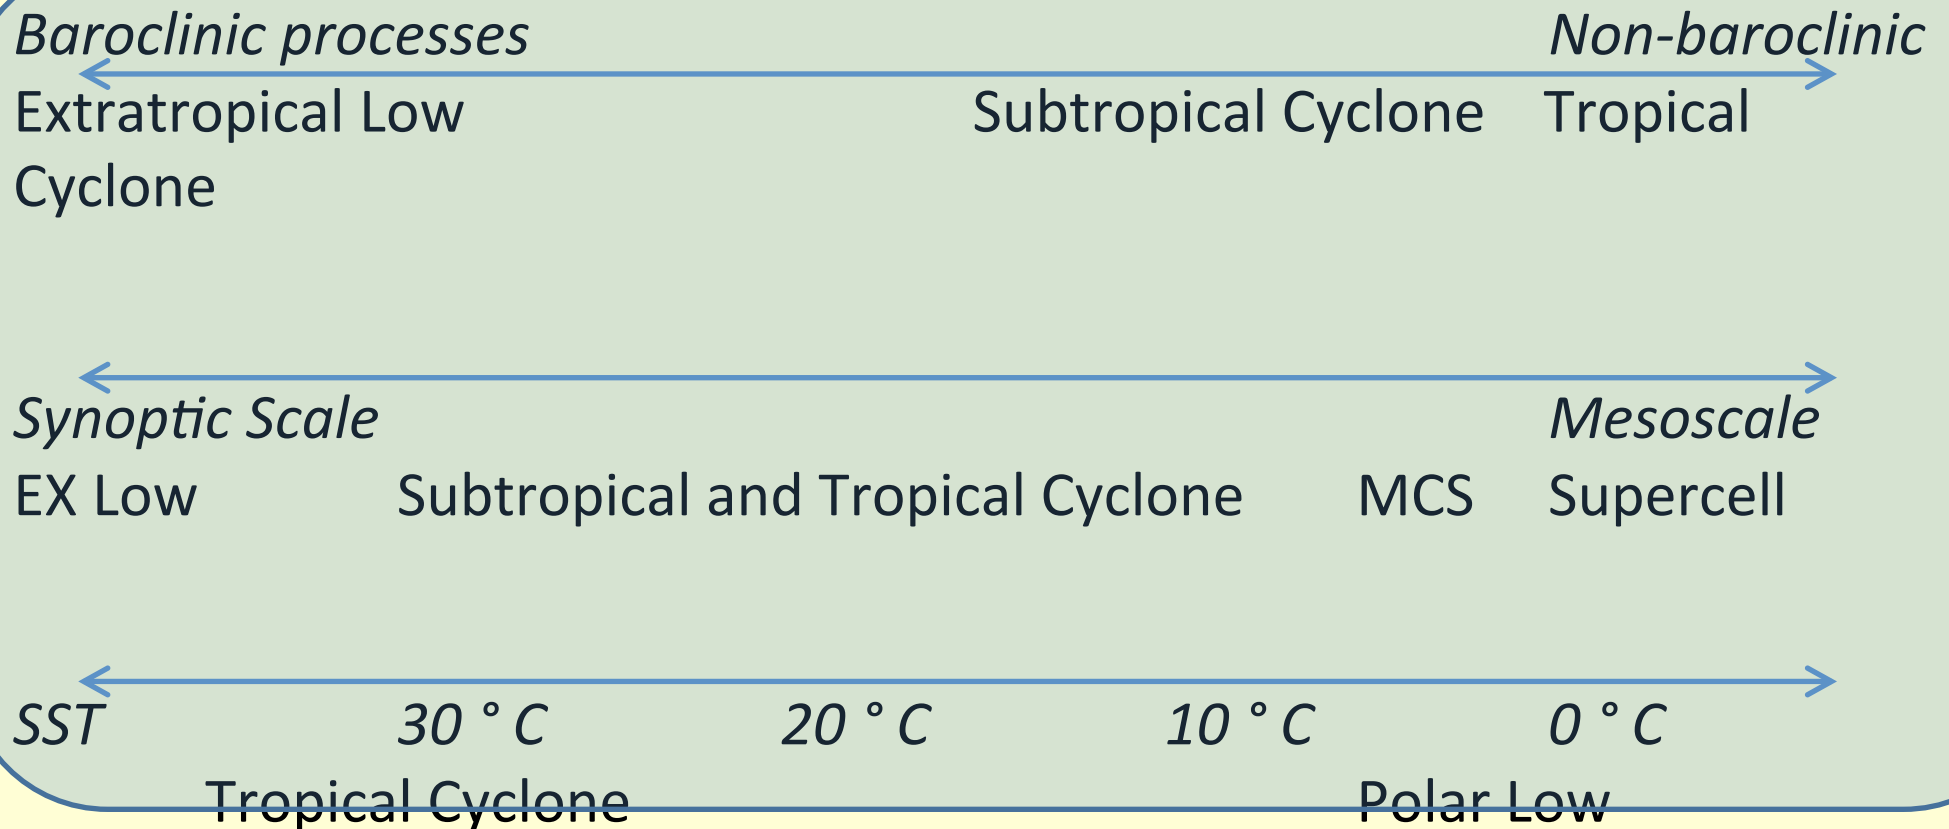 Baroclinic processes Non-baroclinic
Extratropical Low Subtropical Cyclone Tropical
Cyclone
Synoptic Scale Mesoscale
EX Low Subtropical and Tropical Cyclone MCS Supercell
SST 30 ° C 20 ° C 10 ° C 0 ° C
Tropical Cyclone Polar Low